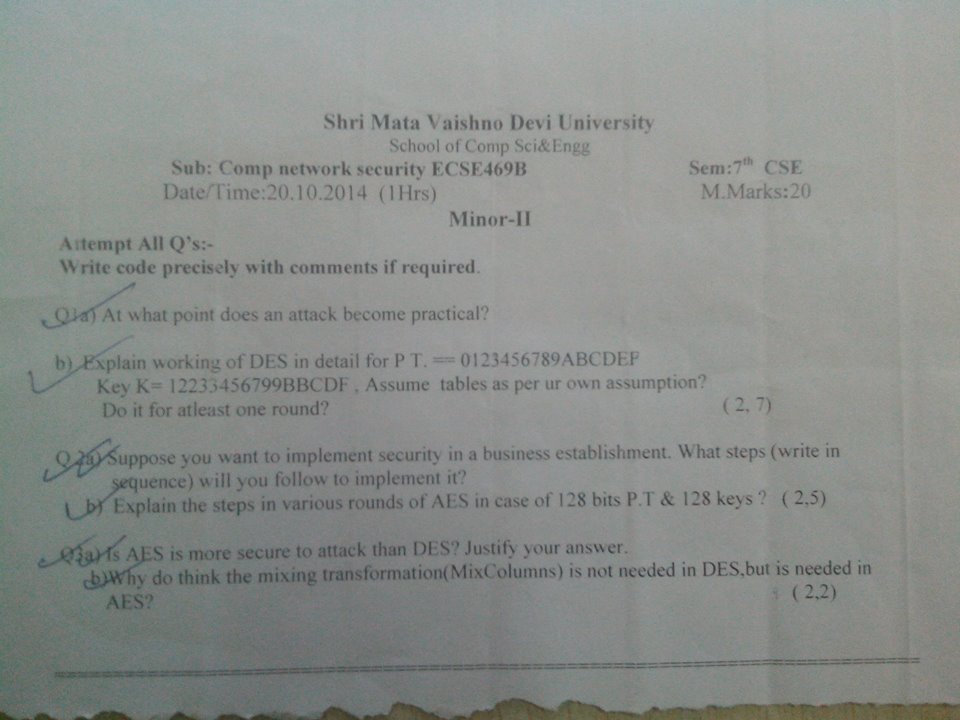 Shri Mata Vaishno Devi University
School of Comp Sci&Engg
Sub: Comp network security ECSE469B Sem:7th CSE
Date/Time:20.10.2014 (1Hrs) M.Marks:20
Minor-II
Attempt All Q's:-
Write code precisely with comments if required.
Q1a) At what point does an attack become practical?
b) Explain working of DES in detail for P T. == 0123456789ABCDEF
Key K= 12233456799BBCDF , Assume tables as per ur own assumption?
Do it for atleast one round? ( 2, 7)
Q 2a) Suppose you want to implement security in a business establishment. What steps (write in
sequence) will you follow to implement it?
b) Explain the steps in various rounds of AES in case of 128 bits P.T & 128 keys ? ( 2,5)
Q3a) Is AES is more secure to attack than DES? Justify your answer.
b)Why do think the mixing transformation(MixColumns) is not needed in DES,but is needed in
AES? ( 2,2)